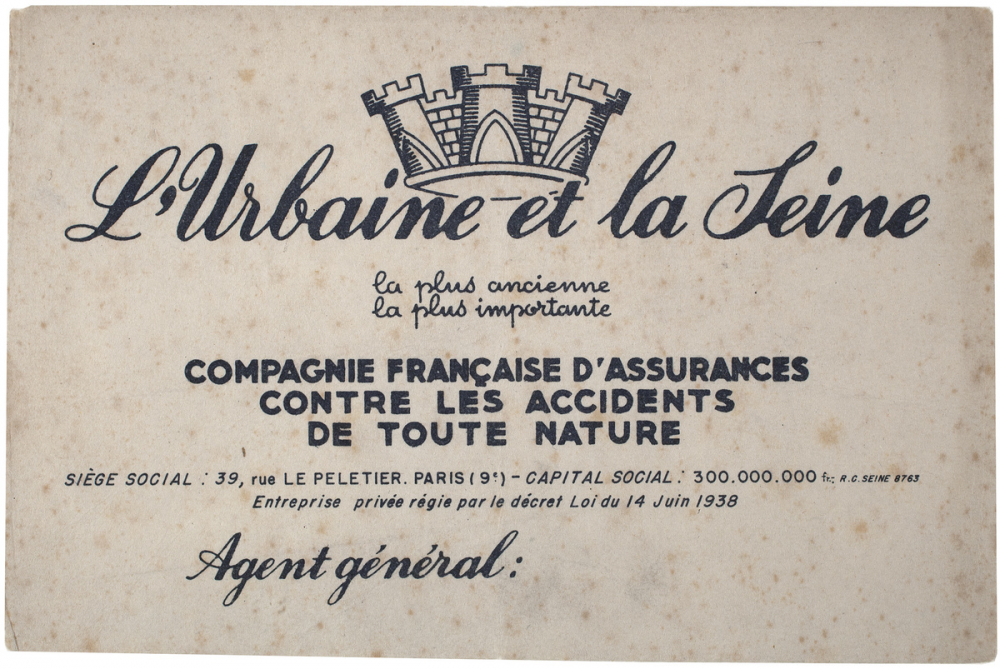 L'Urbaine et la Seine
la plus ancienne
la plus importante
COMPAGNIE FRANÇAISE D'ASSURANCES
CONTRE LES ACCIDENTS
DE TOUTE NATURE
SIÈGE SOCIAL : 39, rue LE PELETIER. PARIS (9e) - CAPITAL SOCIAL : 300.000.000 fr.; R.C. SEINE 8763
Entreprise privée régie par le décret Loi du 14 Juin 1938
Agent général :